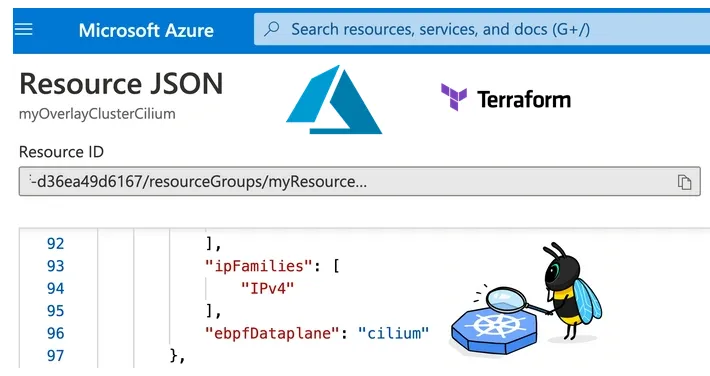 Microsoft Azure
Search resources, services, and docs (G+/)
Resource JSON
myOverlayClusterCilium
Terraform
Resource ID
-d36ea49d6167/resourceGroups/myResource...
92 ],
93 "ipFamilies": [
94 "IPv4"
95 ],
96 "ebpfDataplane": "cilium"
97 },